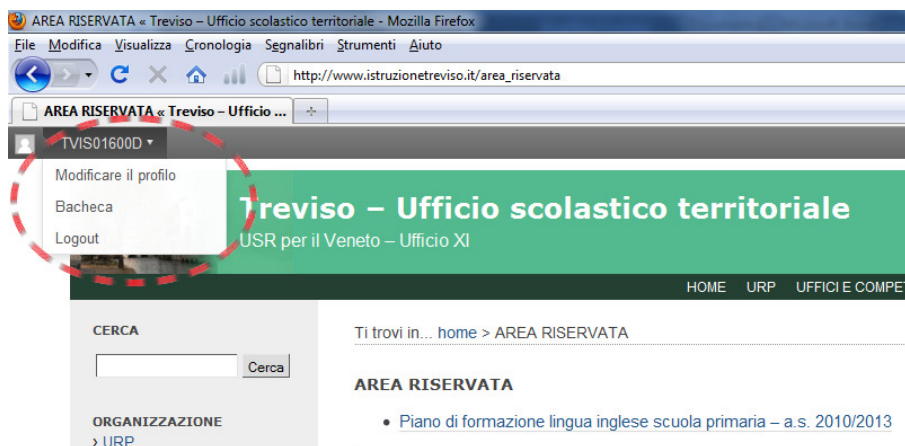 AREA RISERVATA « Treviso – Ufficio scolastico territoriale - Mozilla Firefox
File Modifica Visualizza Cronologia Segnalibri Strumenti Aiuto
http://www.istruzionetreviso.it/area_riservata
AREA RISERVATA « Treviso – Ufficio ...
TVIS01600D
Modificare il profilo
Bacheca
Logout
Treviso – Ufficio scolastico territoriale
USR per il Veneto – Ufficio XI
HOME URP UFFICI E COMPE
CERCA
Ti trovi in... home > AREA RISERVATA
Cerca
AREA RISERVATA
• Piano di formazione lingua inglese scuola primaria – a.s. 2010/2013
ORGANIZZAZIONE
› URP